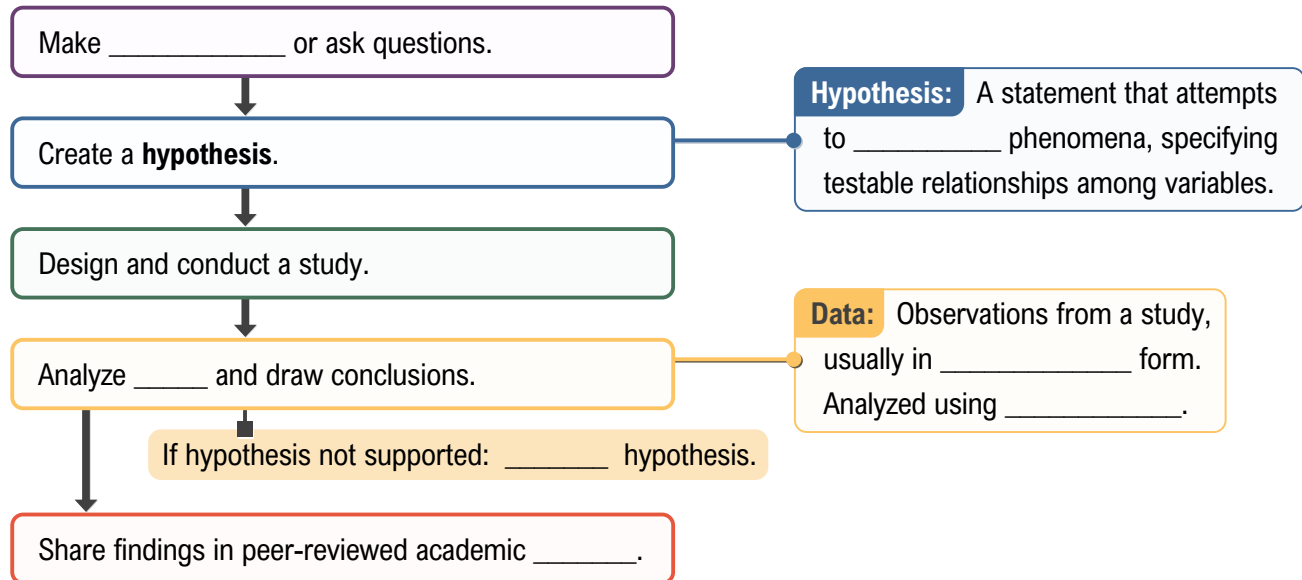 Make ____________ or ask questions.
Create a hypothesis.
Hypothesis: A statement that attempts
to __________ phenomena, specifying
testable relationships among variables.
Design and conduct a study.
Analyze _____ and draw conclusions.
Data: Observations from a study,
usually in _____________ form.
Analyzed using ____________.
If hypothesis not supported: _______ hypothesis.
Share findings in peer-reviewed academic _______.